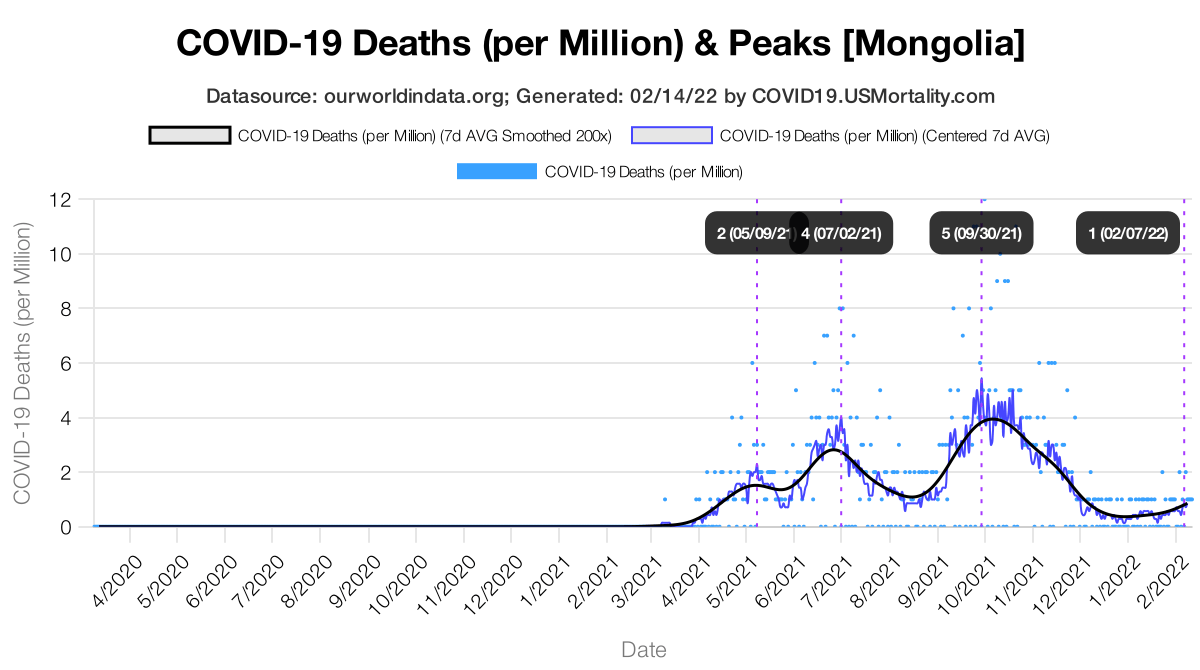 COVID-19 Deaths (per Million) & Peaks [Mongolia]
Datasource: ourworldindata.org; Generated: 02/14/22 by COVID19.USMortality.com
COVID-19 Deaths (per Million) (7d AVG Smoothed 200x) COVID-19 Deaths (per Million) (Centered 7d AVG)
COVID-19 Deaths (per Million)
COVID-19 Deaths (per Million)
12
10
8
6
4
2
0
2 (05/09/21) 4 (07/02/21) 5 (09/30/21) 1 (02/07/22)
4/2020 5/2020 6/2020 7/2020 8/2020 9/2020 10/2020 11/2020 12/2020 1/2021 2/2021 3/2021 4/2021 5/2021 6/2021 7/2021 8/2021 9/2021 10/2021 11/2021 12/2021 1/2022 2/2022
Date